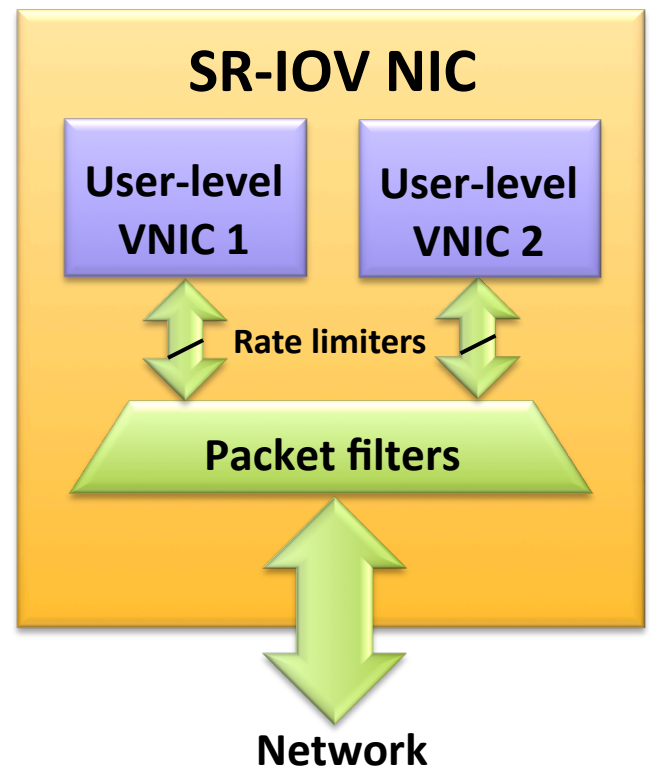 SR-IOV NIC
User-level
VNIC 1
User-level
VNIC 2
Rate limiters
Packet filters
Network